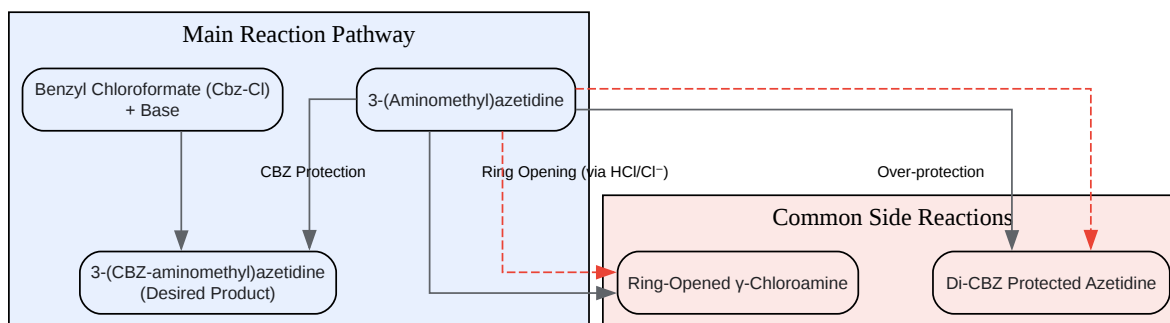 Main Reaction Pathway
Benzyl Chloroformate (Cbz-Cl)
+ Base
3-(Aminomethyl)azetidine
CBZ Protection
Ring Opening (via HCl/Cl⁻)
Over-protection
Common Side Reactions
3-(CBZ-aminomethyl)azetidine
(Desired Product)
Ring-Opened γ-Chloroamine
Di-CBZ Protected Azetidine